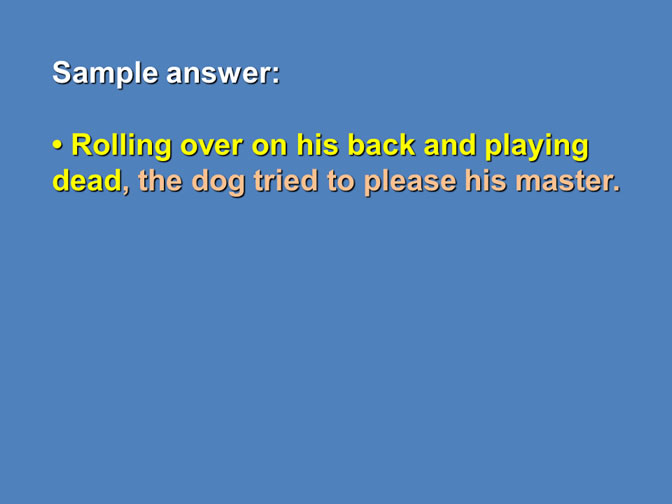 Sample answer:
• Rolling over on his back and playing
dead, the dog tried to please his master.